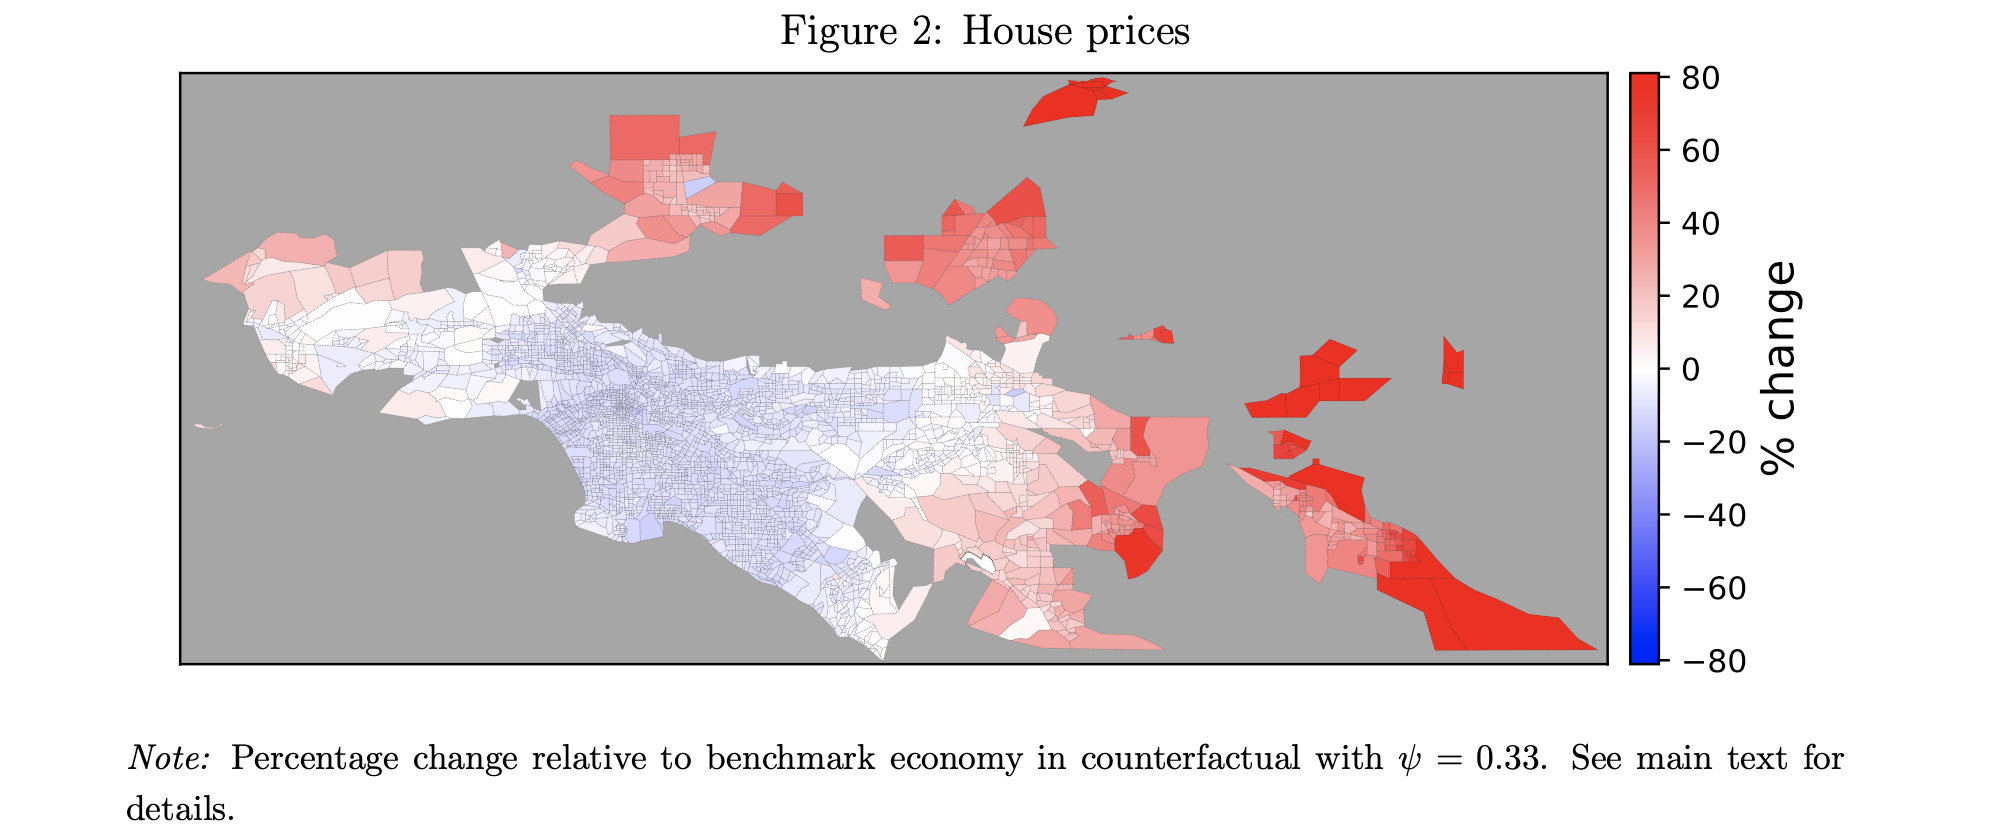 Figure 2: House prices
80
60
40
20
0
−20
−40
−60
−80
% change
Note: Percentage change relative to benchmark economy in counterfactual with ψ = 0.33. See main text for
details.